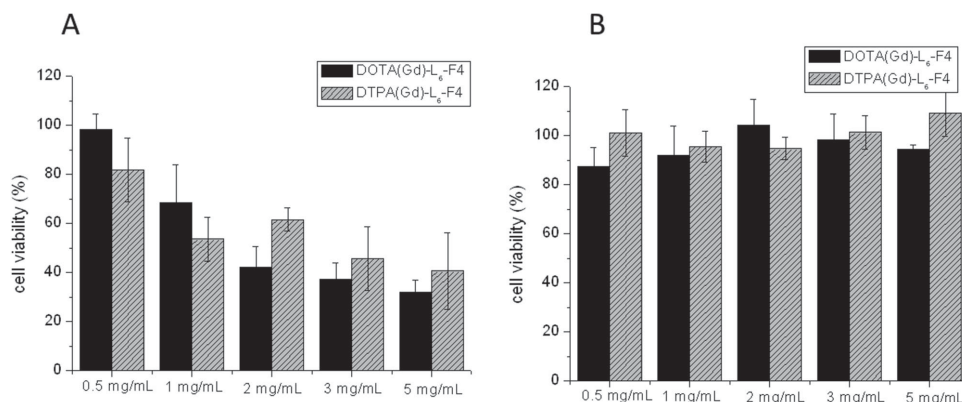 A
cell viability (%)
120
100
80
60
40
20
0
DOTA(Gd)-L₆-F4
DTPA(Gd)-L₆-F4
0.5 mg/mL 1 mg/mL 2 mg/mL 3 mg/mL 5 mg/mL
B
cell viability (%)
120
100
80
60
40
20
0
DOTA(Gd)-L₆-F4
DTPA(Gd)-L₆-F4
0.5 mg/mL 1 mg/mL 2 mg/mL 3 mg/mL 5 mg/mL